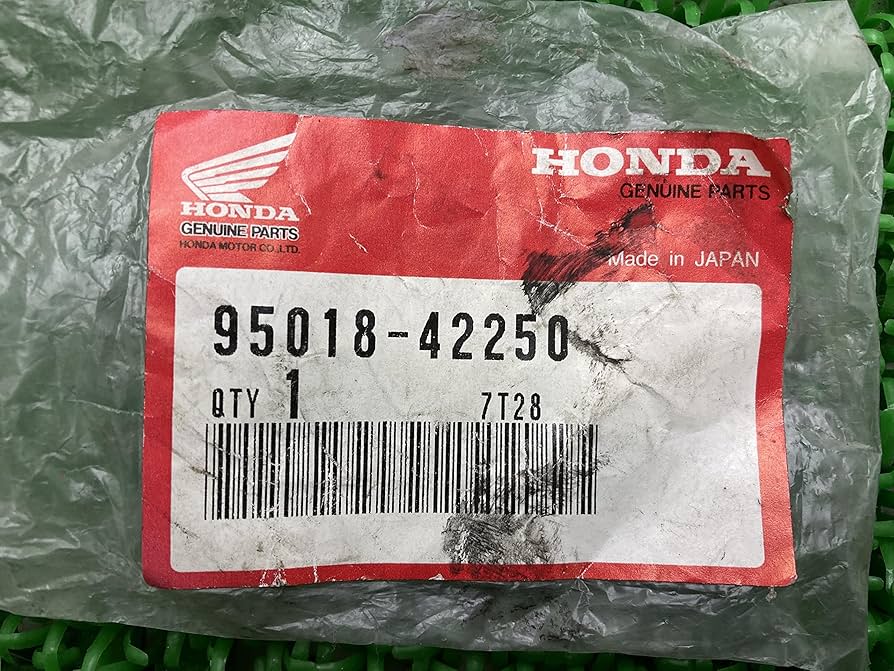 HONDA
GENUINE PARTS
HONDA MOTOR CO.,LTD.
HONDA
GENUINE PARTS
Made in JAPAN
95018-42250
QTY 1 7T28